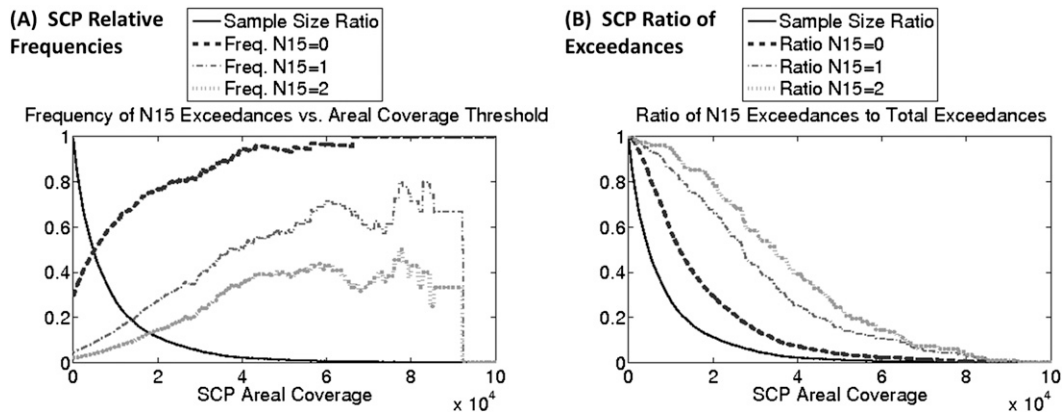 (A) SCP Relative
Frequencies
Sample Size Ratio
Freq. N15=0
Freq. N15=1
Freq. N15=2
Frequency of N15 Exceedances vs. Areal Coverage Threshold
1
0.8
0.6
0.4
0.2
0
0 2 4 6 8 10
SCP Areal Coverage
x 10^4
(B) SCP Ratio of
Exceedances
Sample Size Ratio
Ratio N15=0
Ratio N15=1
Ratio N15=2
Ratio of N15 Exceedances to Total Exceedances
1
0.8
0.6
0.4
0.2
0
0 2 4 6 8 10
SCP Areal Coverage
x 10^4